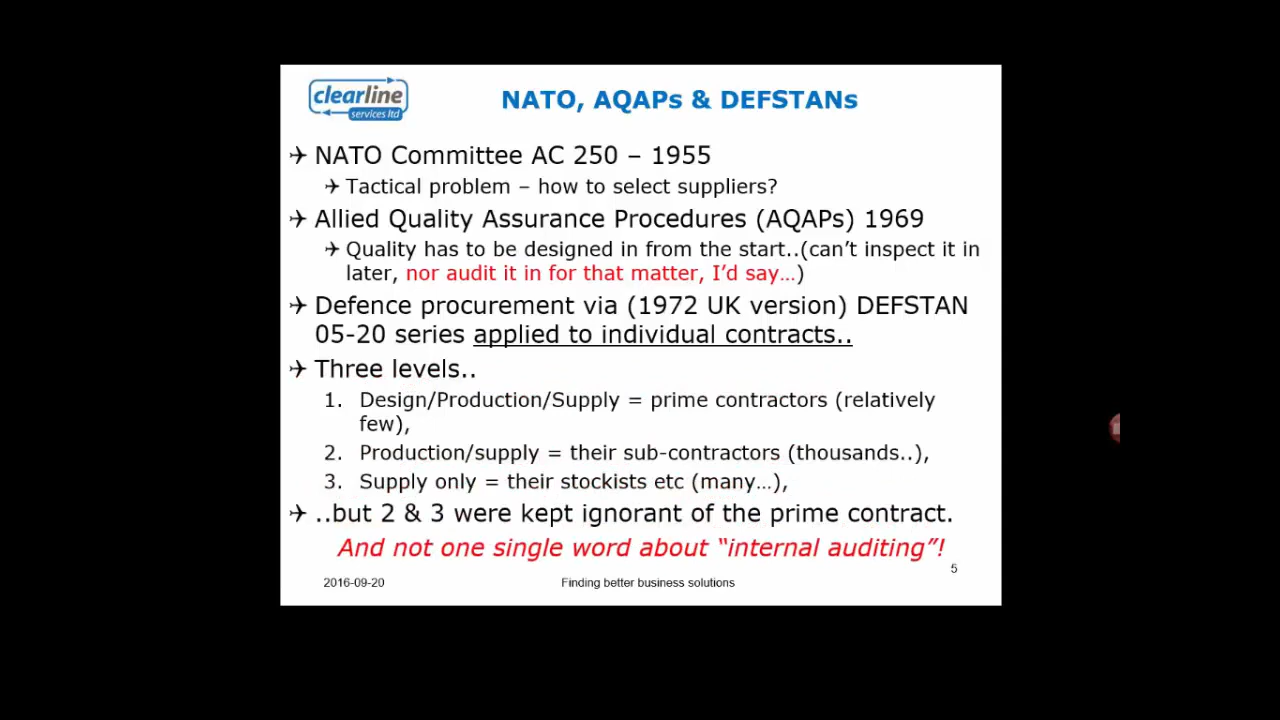 clearline
services ltd
NATO, AQAPs & DEFSTANs
NATO Committee AC 250 – 1955
Tactical problem – how to select suppliers?
Allied Quality Assurance Procedures (AQAPs) 1969
Quality has to be designed in from the start..(can’t inspect it in
later, nor audit it in for that matter, I’d say…)
Defence procurement via (1972 UK version) DEFSTAN
05-20 series applied to individual contracts..
Three levels..
1. Design/Production/Supply = prime contractors (relatively
few),
2. Production/supply = their sub-contractors (thousands..),
3. Supply only = their stockists etc (many…),
..but 2 & 3 were kept ignorant of the prime contract.
And not one single word about “internal auditing”!
5
2016-09-20
Finding better business solutions